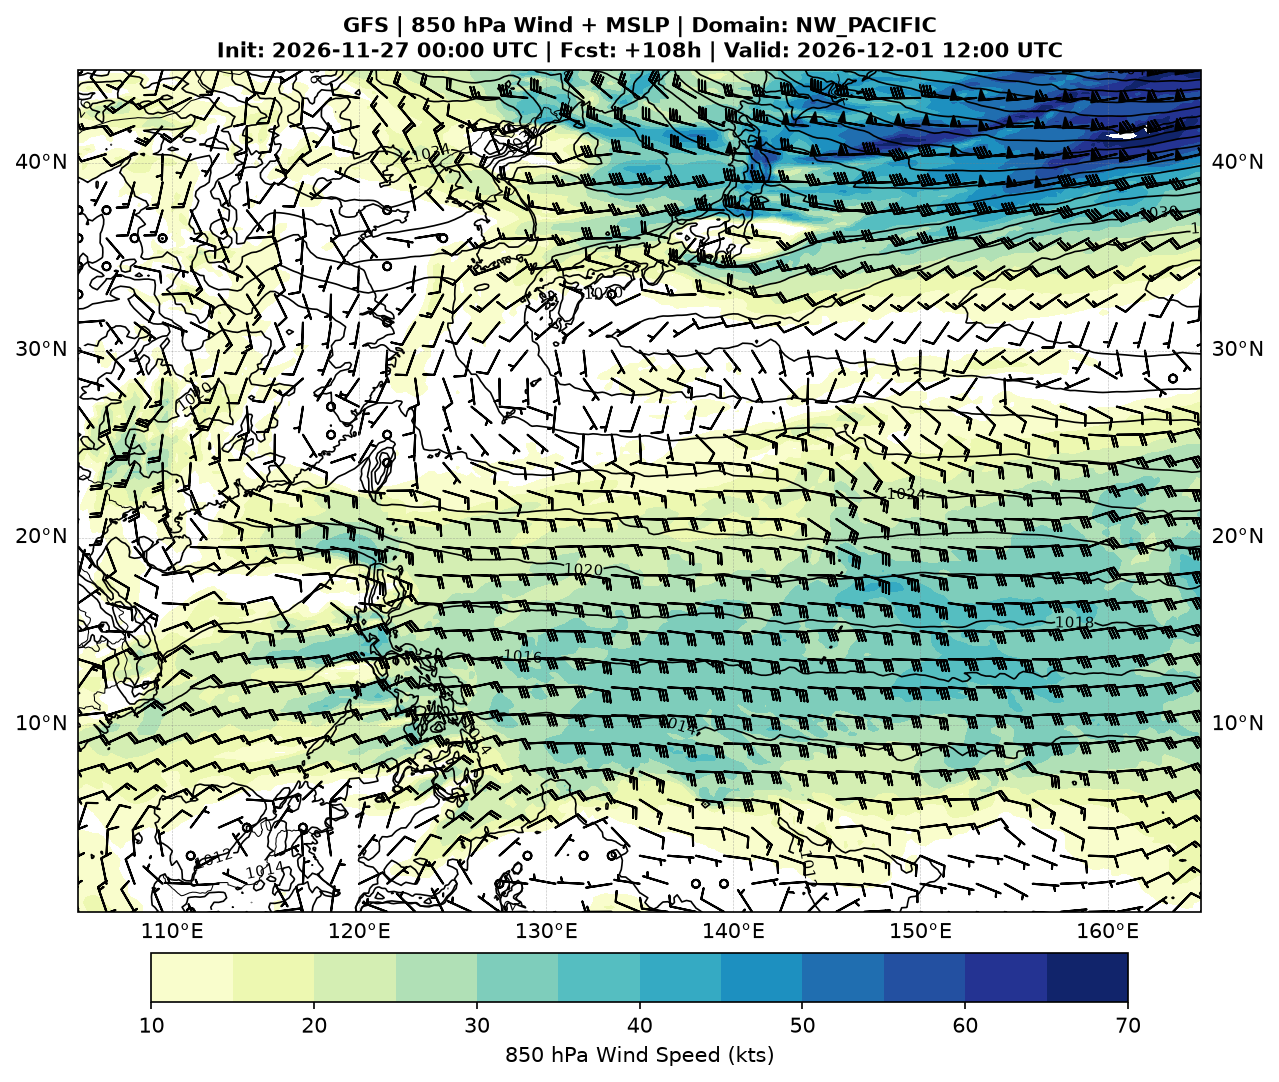 GFS | 850 hPa Wind + MSLP | Domain: NW_PACIFIC
Init: 2026-11-27 00:00 UTC | Fcst: +108h | Valid: 2026-12-01 12:00 UTC
40°N
40°N
30°N
30°N
20°N
20°N
10°N
10°N
1024
1020
1020
1020
1024
1020
1018
1016
1014
1012
1014
110°E
120°E
130°E
140°E
150°E
160°E
10
20
30
40
50
60
70
850 hPa Wind Speed (kts)